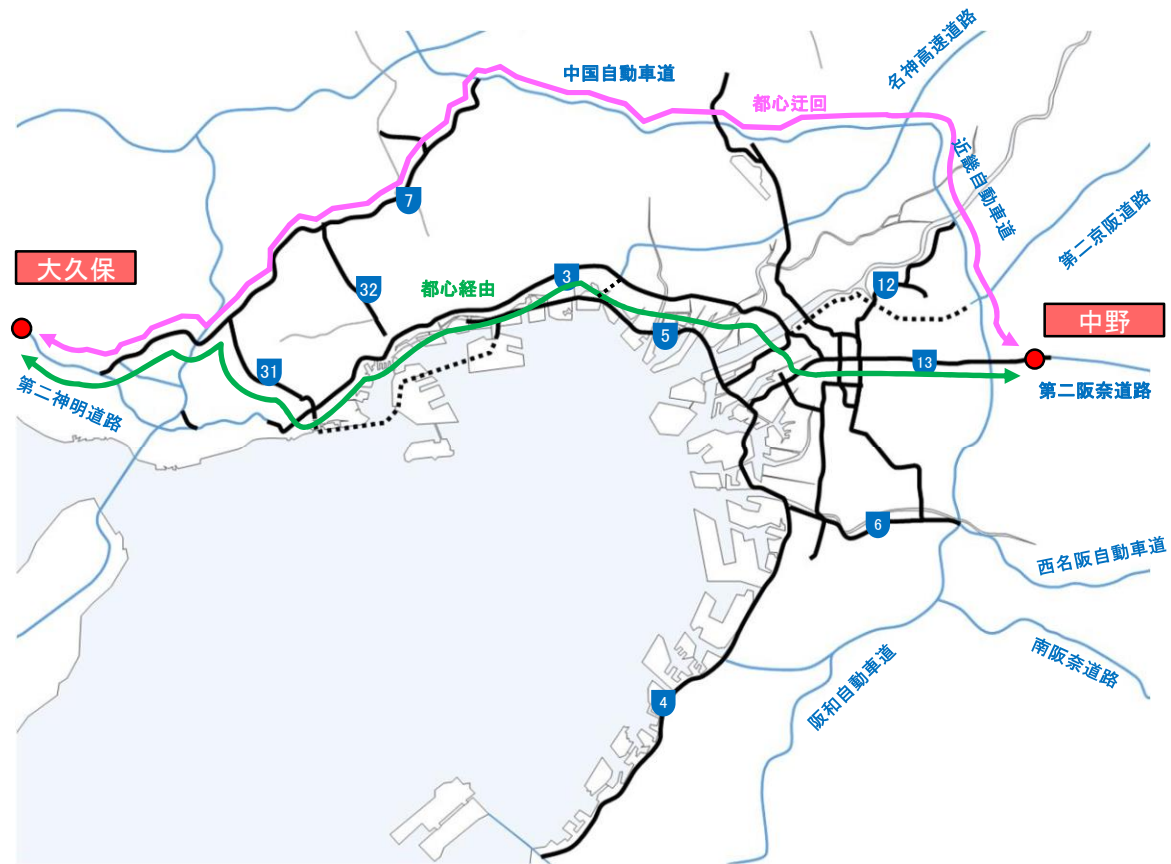 名神高速道路
中国自動車道
都心迂回
近畿自動車道
第二京阪道路
7
大久保
32
都心経由
3
12
5
中野
13
31
第二神明道路
第二阪奈道路
6
西名阪自動車道
南阪奈道路
阪和自動車道
4